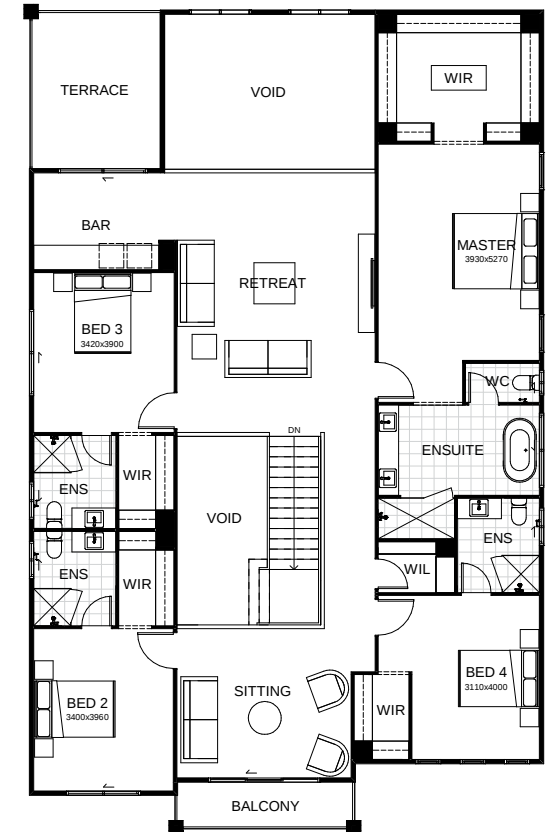 TERRACE
VOID
WIR
BAR
MASTER
3930x5270
RETREAT
BED 3
3420x3900
WC
DN
ENSUITE
WIR
ENS
VOID
ENS
WIL
ENS
WIR
BED 4
3110x4000
SITTING
BED 2
3400x3960
WIR
BALCONY